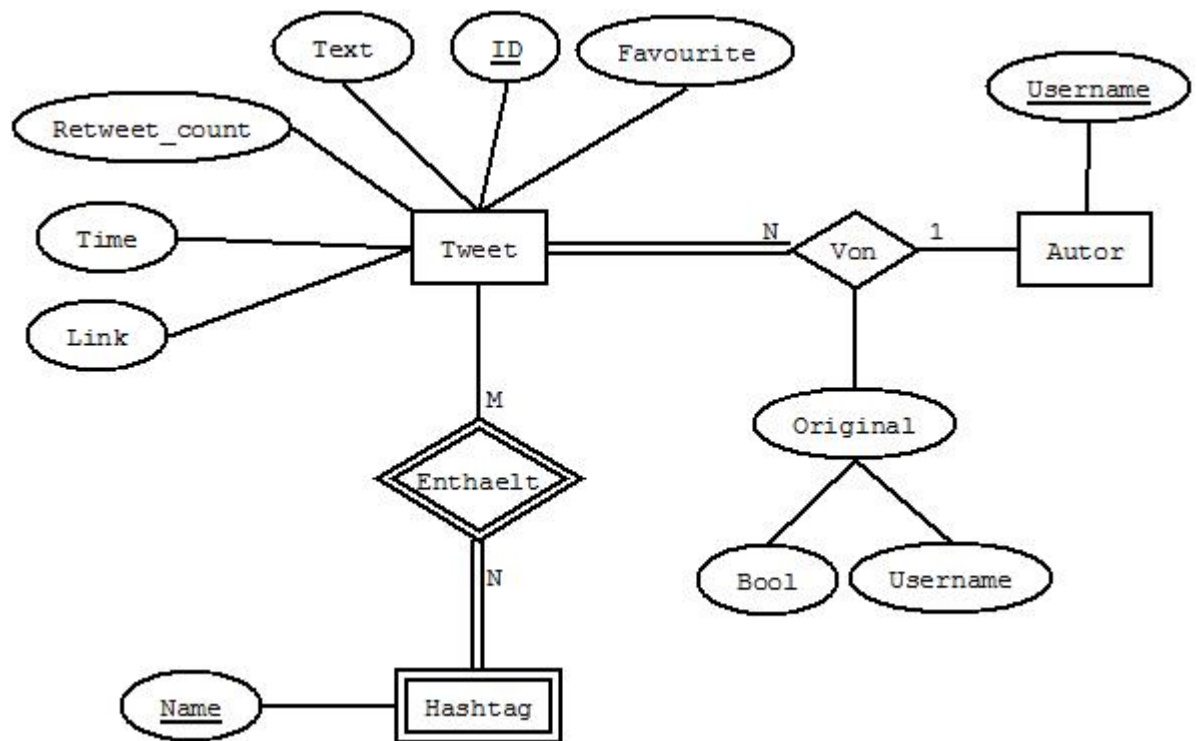 Text
ID
Favourite
Username
Retweet_count
Time
Tweet
N
Von
1
Autor
Link
M
Original
Enthaelt
N
Bool
Username
Name
Hashtag